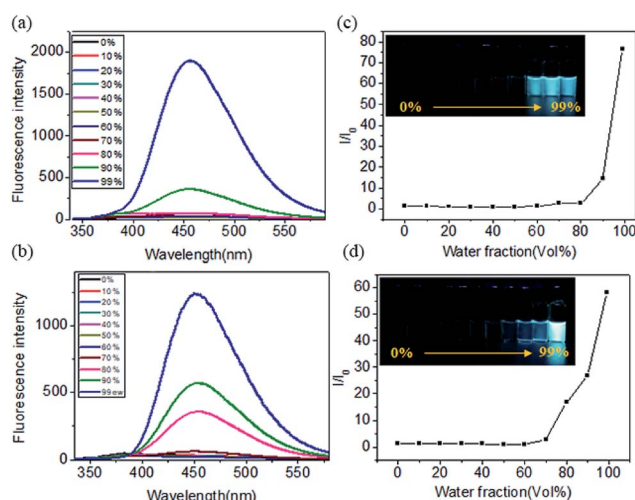 (a)
Fluorescence intensity
2000
1500
1000
500
0
0%
10%
20%
30%
40%
50%
60%
70%
80%
90%
99%
350 400 450 500 550
Wavelength(nm)
(b)
Fluorescence intensity
1000
500
0
0%
10%
20%
30%
40%
50%
60%
70%
80%
90%
99ew
350 400 450 500 550
Wavelength(nm)
(c)
I/I0
80
70
60
50
40
30
20
10
0
0% 99%
0 20 40 60 80 100
Water fraction(Vol%)
(d)
I/I0
60
50
40
30
20
10
0
0% 99%
0 20 40 60 80 100
Water fraction(Vol%)